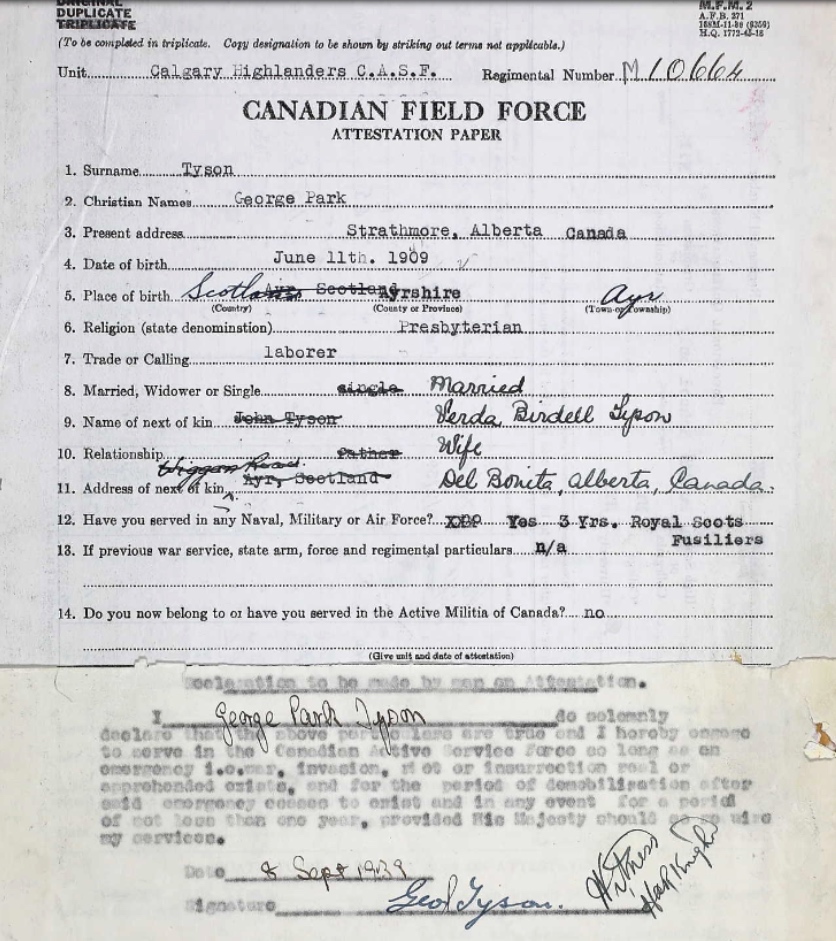 ORIGINAL
DUPLICATE
TRIPLICATE
M.F.M. 2
A.F.B. 371
H.Q. 1772-45-16
(To be completed in triplicate. Copy designation to be shown by striking out terms not applicable.)
Unit Calgary Highlanders C.A.S.F. Regimental Number M10664
CANADIAN FIELD FORCE
ATTESTATION PAPER
1. Surname Tyson
2. Christian Names George Park
3. Present address Strathmore, Alberta Canada
4. Date of birth June 11th. 1909
5. Place of birth Scotland Ayr, Scotland Ayrshire Ayr
(Country) (County or Province) (Town or Township)
6. Religion (state denomination) Presbyterian
7. Trade or Calling laborer
8. Married, Widower or Single single Married
9. Name of next of kin John Tyson Verda Birdell Tyson
10. Relationship Father Wife
Road.
11. Address of next of kin Ayr, Scotland Del Bonita, Alberta, Canada.
12. Have you served in any Naval, Military or Air Force? Yes 3 Yrs. Royal Scots
Fusiliers
13. If previous war service, state arm, force and regimental particulars n/a
14. Do you now belong to or have you served in the Active Militia of Canada? no
(Give unit and date of attestation)
Declaration to be made by man on Attestation.
I George Park Tyson do solemnly
declare that the above particulars are true and I hereby engage
to serve in the Canadian Active Service Force so long as an
emergency i.e. war, invasion, riot or insurrection real or
apprehended exists, and for the period of demobilisation after
said emergency ceases to exist and in any event for a period
of not less than one year, provided His Majesty should so require
my services.
Date 8 Sept 1939
Signature Geo Tyson.
Witness
Knight